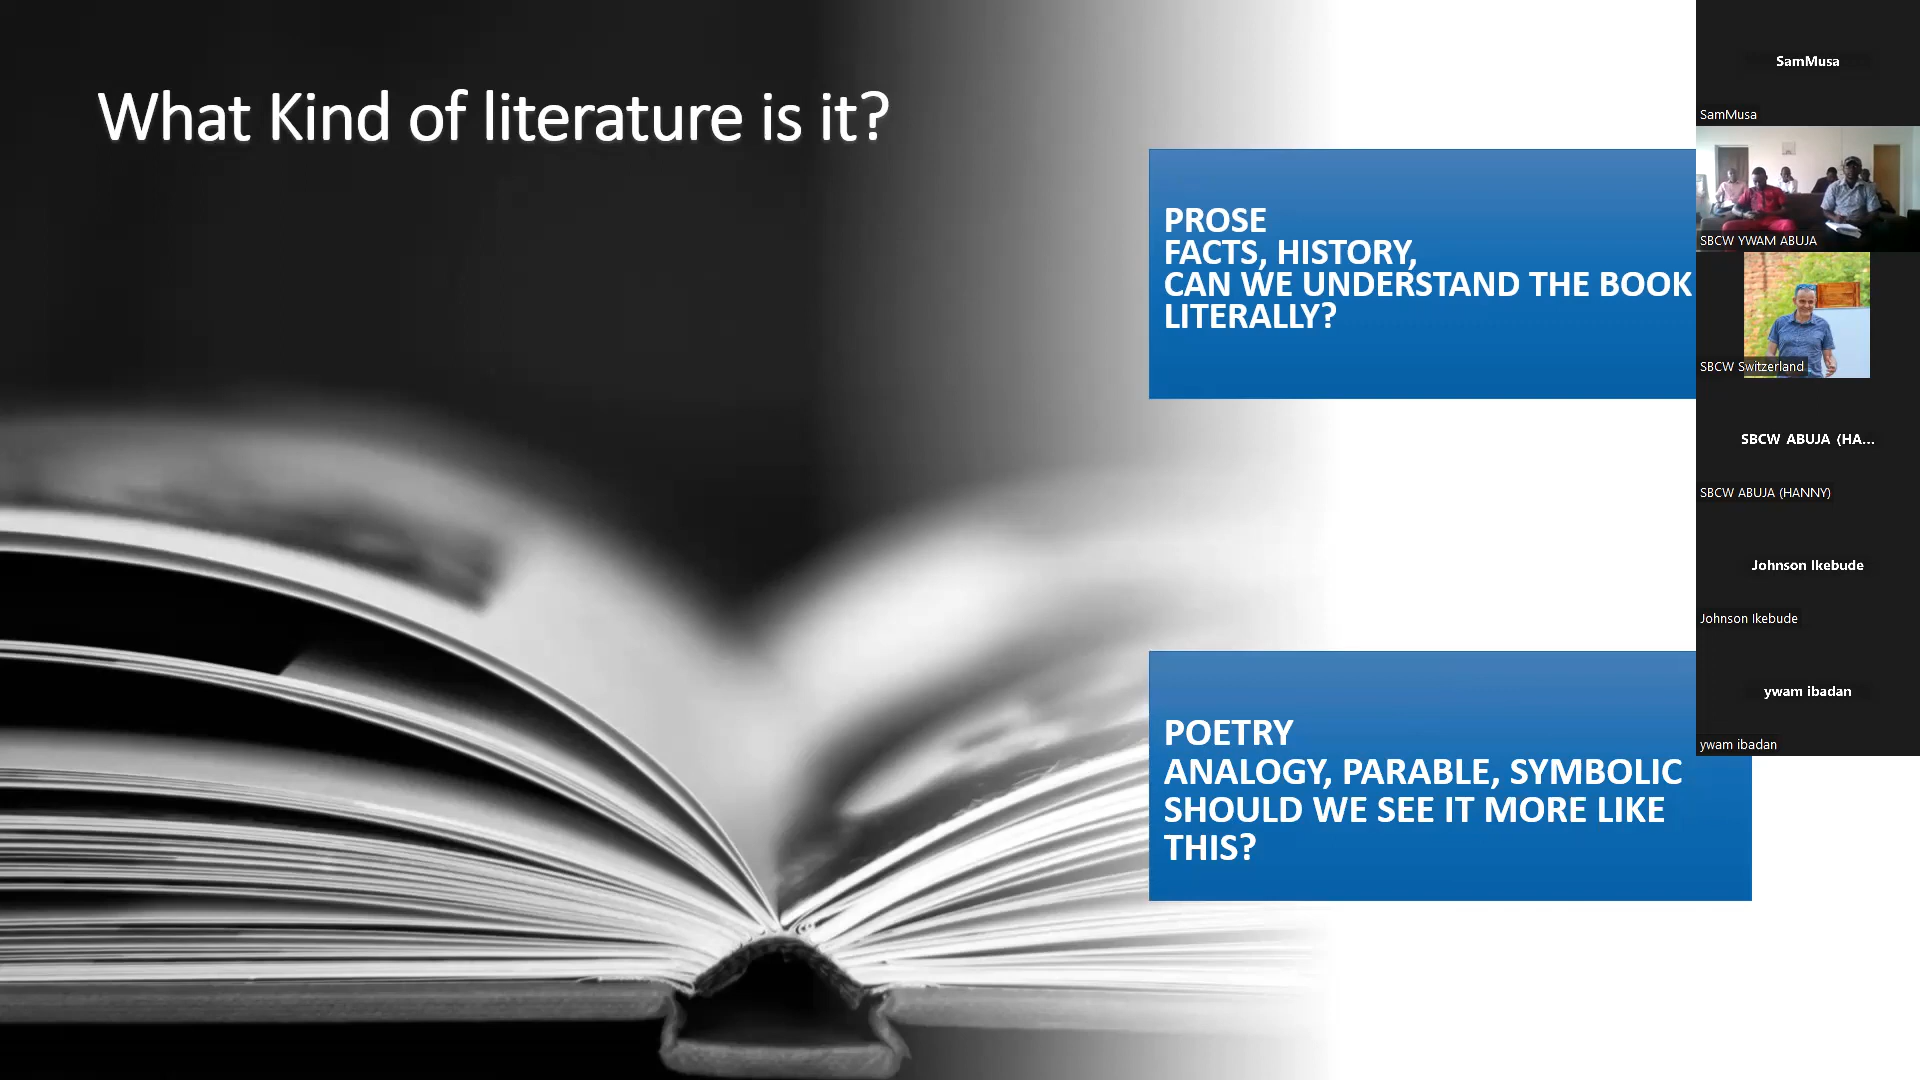 What Kind of literature is it?
PROSE
FACTS, HISTORY,
CAN WE UNDERSTAND THE BOOK
LITERALLY?
POETRY
ANALOGY, PARABLE, SYMBOLIC
SHOULD WE SEE IT MORE LIKE
THIS?
SamMusa
SamMusa
SBCW YWAM ABUJA
SBCW Switzerland
SBCW ABUJA (HA...
SBCW ABUJA (HANNY)
Johnson Ikebude
Johnson Ikebude
ywam ibadan
ywam ibadan